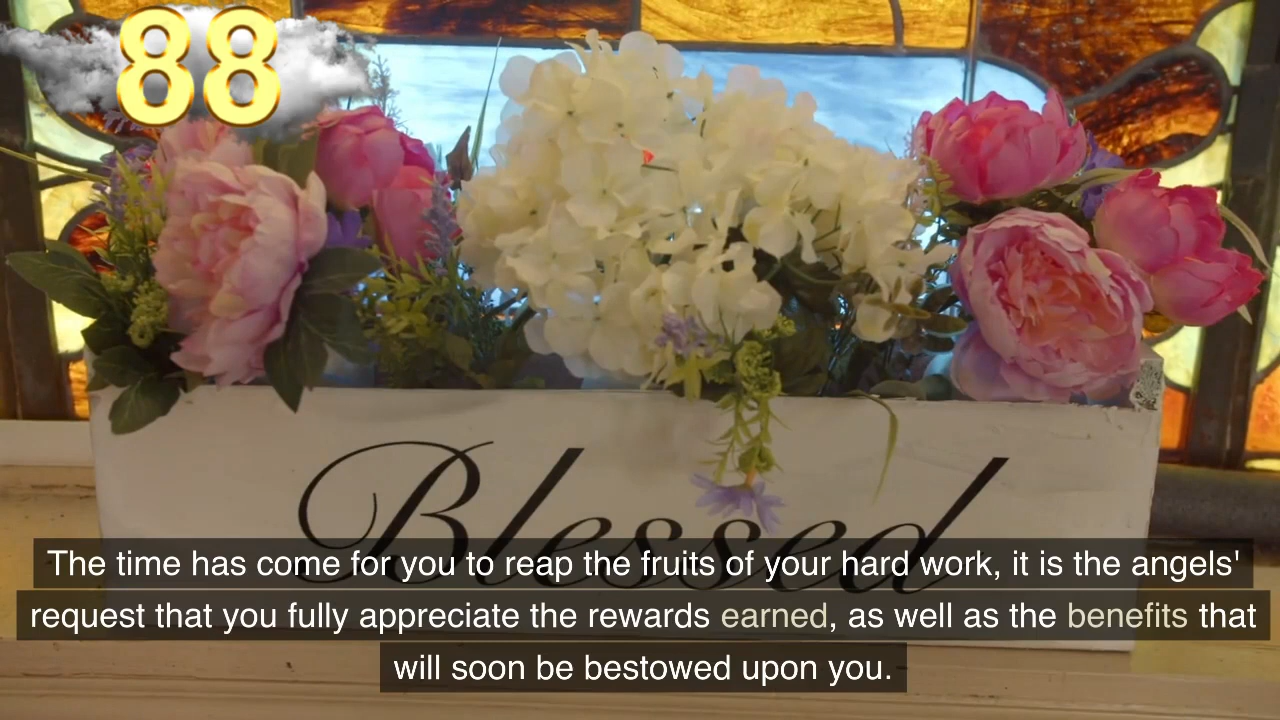 88
Blessed
The time has come for you to reap the fruits of your hard work, it is the angels'
request that you fully appreciate the rewards earned, as well as the benefits that
will soon be bestowed upon you.